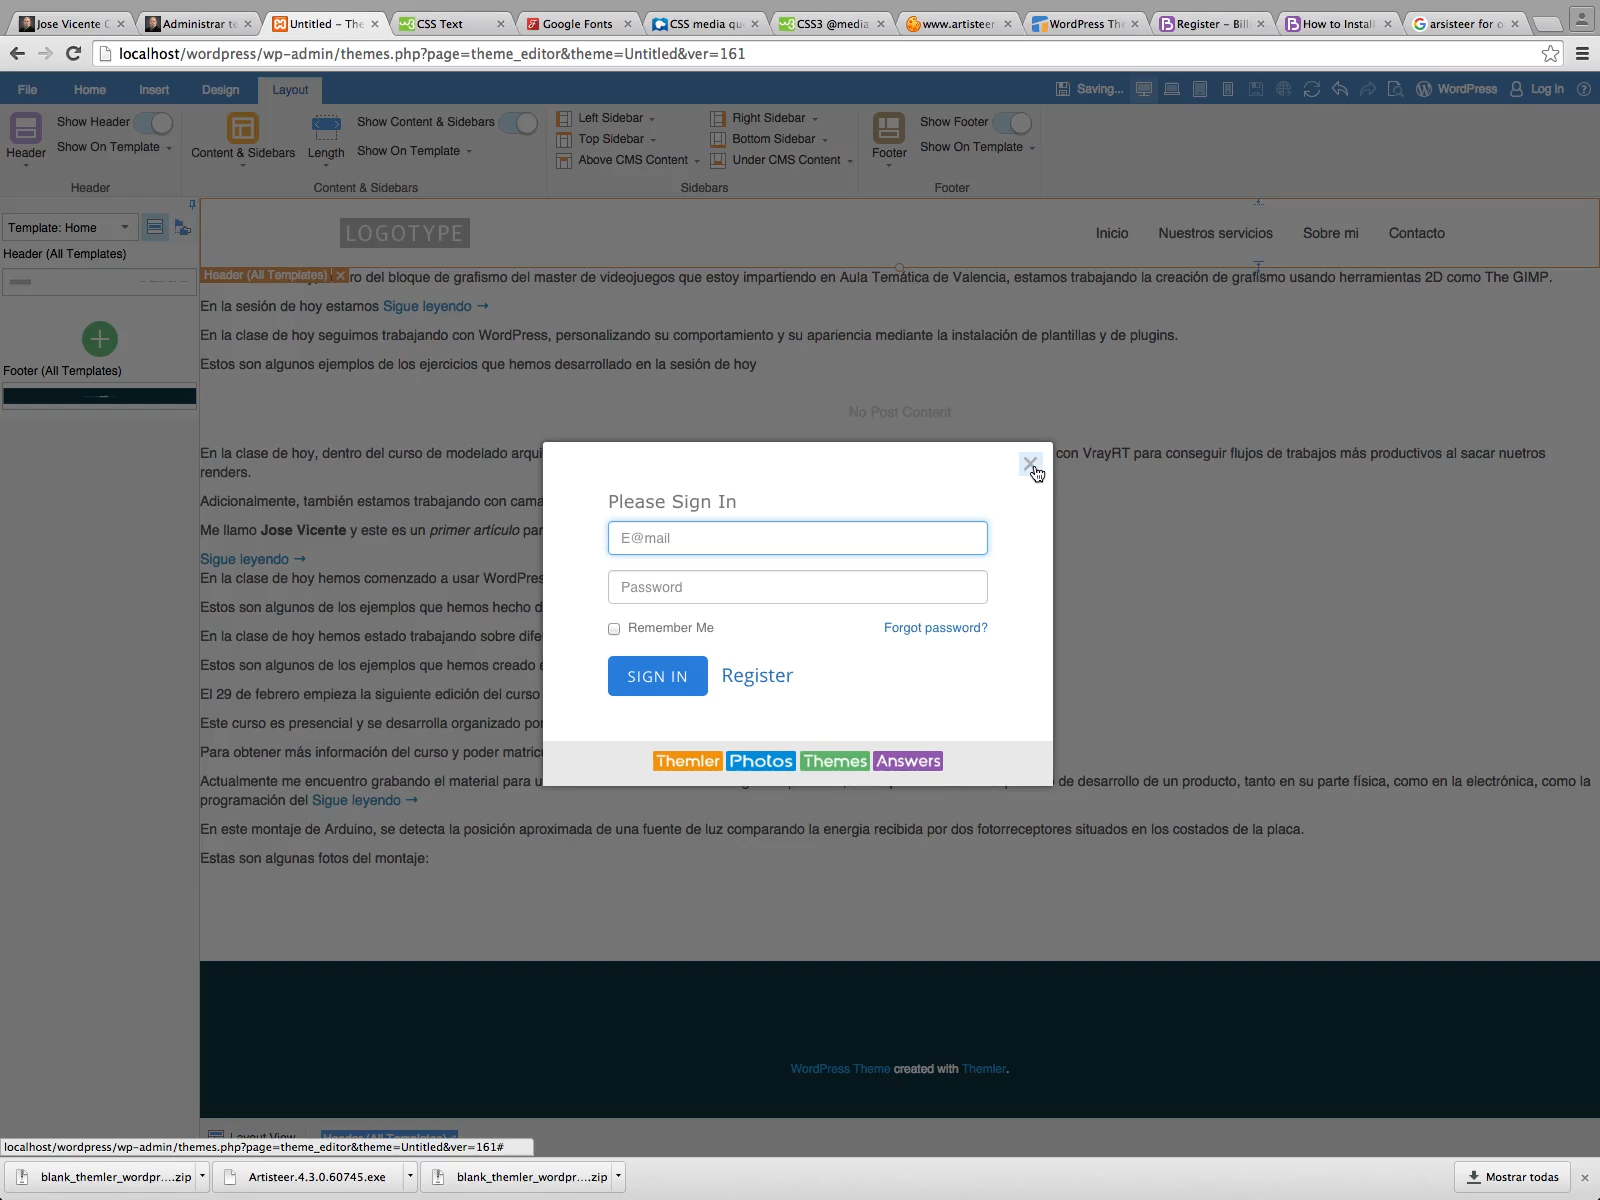 Jose Vicente C
Administrar te
Untitled – The
CSS Text
Google Fonts
CSS media qu
CSS3 @media
www.artisteer
WordPress The
Register – Bill
How to Install
arsisteer for o
localhost/wordpress/wp-admin/themes.php?page=theme_editor&theme=Untitled&ver=161
File Home Insert Design Layout Saving... WordPress Log in
Show Header
Show On Template
Header
Header
Content & Sidebars
Length
Show Content & Sidebars
Show On Template
Content & Sidebars
Left Sidebar
Top Sidebar
Above CMS Content
Right Sidebar
Bottom Sidebar
Under CMS Content
Sidebars
Footer
Show Footer
Show On Template
Footer
Template: Home
Header (All Templates)
Footer (All Templates)
LOGOTYPE
Inicio Nuestros servicios Sobre mi Contacto
Header (All Templates)
ro del bloque de grafismo del master de videojuegos que estoy impartiendo en Aula Temática de Valencia, estamos trabajando la creación de grafismo usando herramientas 2D como The GIMP.
En la sesión de hoy estamos Sigue leyendo →
En la clase de hoy seguimos trabajando con WordPress, personalizando su comportamiento y su apariencia mediante la instalación de plantillas y de plugins.
Estos son algunos ejemplos de los ejercicios que hemos desarrollado en la sesión de hoy
No Post Content
En la clase de hoy, dentro del curso de modelado arqui
con VrayRT para conseguir flujos de trabajos más productivos al sacar nuetros
renders.
Adicionalmente, también estamos trabajando con cama
Me llamo Jose Vicente y este es un primer artículo par
Sigue leyendo →
En la clase de hoy hemos comenzado a usar WordPres
Estos son algunos de los ejemplos que hemos hecho d
En la clase de hoy hemos estado trabajando sobre dife
Estos son algunos de los ejemplos que hemos creado e
El 29 de febrero empieza la siguiente edición del curso
Este curso es presencial y se desarrolla organizado por
Para obtener más información del curso y poder matric
Actualmente me encuentro grabando el material para u
de desarrollo de un producto, tanto en su parte física, como en la electrónica, como la
programación del Sigue leyendo →
En este montaje de Arduino, se detecta la posición aproximada de una fuente de luz comparando la energia recibida por dos fotorreceptores situados en los costados de la placa.
Estas son algunas fotos del montaje:
Please Sign In
E@mail
Password
Remember Me
Forgot password?
SIGN IN
Register
Themler Photos Themes Answers
WordPress Theme created with Themler.
localhost/wordpress/wp-admin/themes.php?page=theme_editor&theme=Untitled&ver=161#
blank_themler_wordpr....zip
Artisteer.4.3.0.60745.exe
blank_themler_wordpr....zip
Mostrar todas